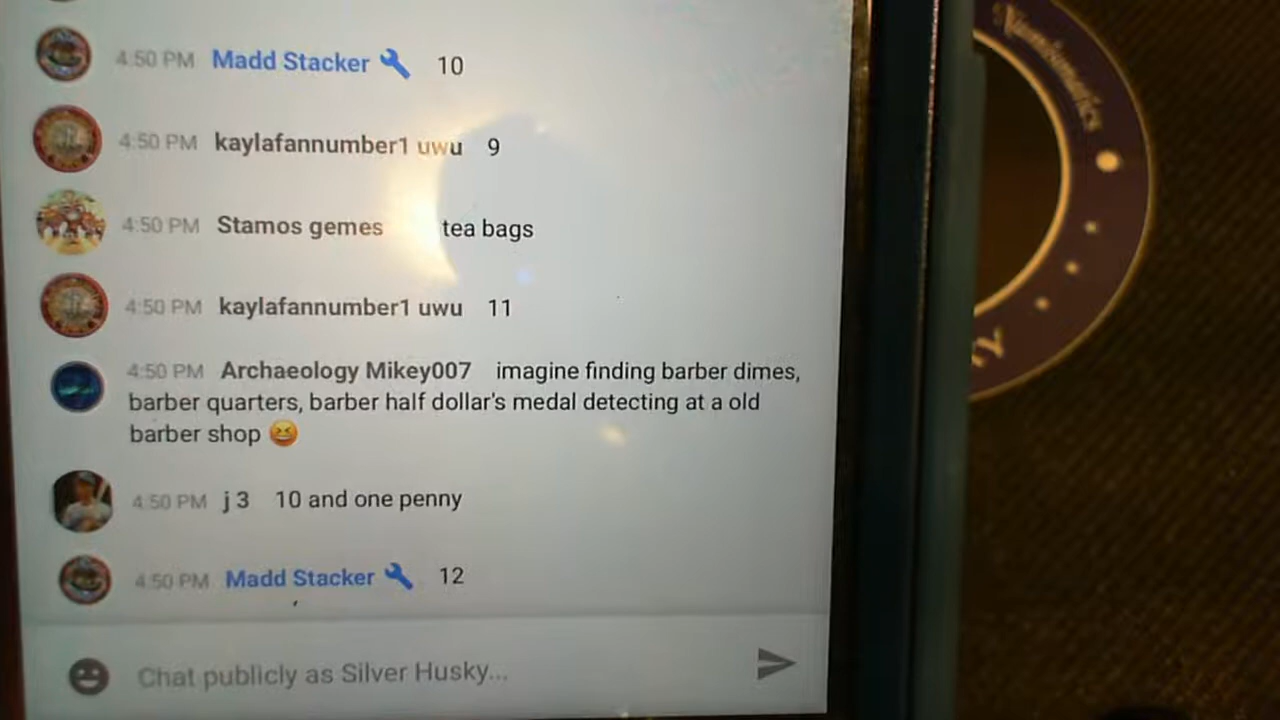 4:50 PM Madd Stacker 10
4:50 PM kaylafannumber1 uwu 9
4:50 PM Stamos gemes tea bags
4:50 PM kaylafannumber1 uwu 11
4:50 PM Archaeology Mikey007 imagine finding barber dimes,
barber quarters, barber half dollar's medal detecting at a old
barber shop 😆
4:50 PM j 3 10 and one penny
4:50 PM Madd Stacker 12
Chat publicly as Silver Husky...
Numismatics